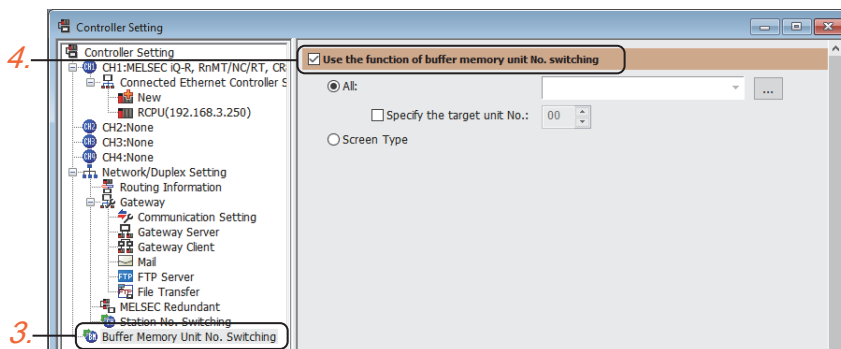 Controller Setting
4.
Controller Setting
CH1:MELSEC iQ-R, RnMT/NC/RT, CR
Connected Ethernet Controller S
New
RCPU(192.168.3.250)
CH2:None
CH3:None
CH4:None
Network/Duplex Setting
Routing Information
Gateway
Communication Setting
Gateway Server
Gateway Client
Mail
FTP Server
File Transfer
MELSEC Redundant
Station No. Switching
3.
Buffer Memory Unit No. Switching
Use the function of buffer memory unit No. switching
All:
...
Specify the target unit No.: 00
Screen Type